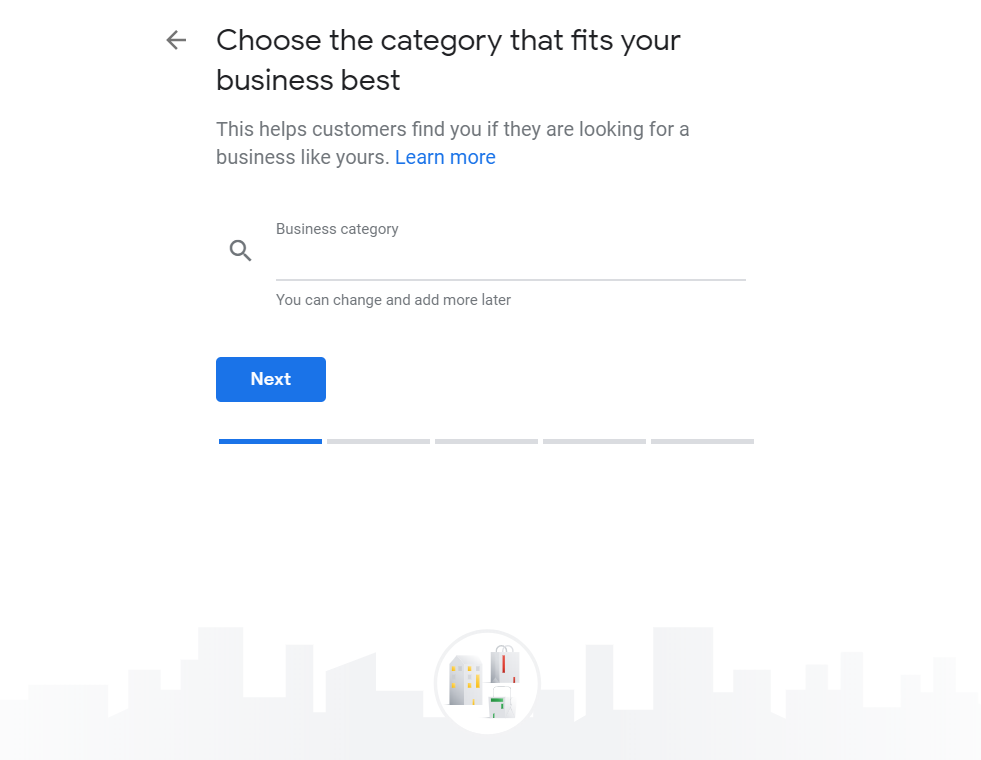 Choose the category that fits your
business best
This helps customers find you if they are looking for a
business like yours. Learn more
Business category
You can change and add more later
Next